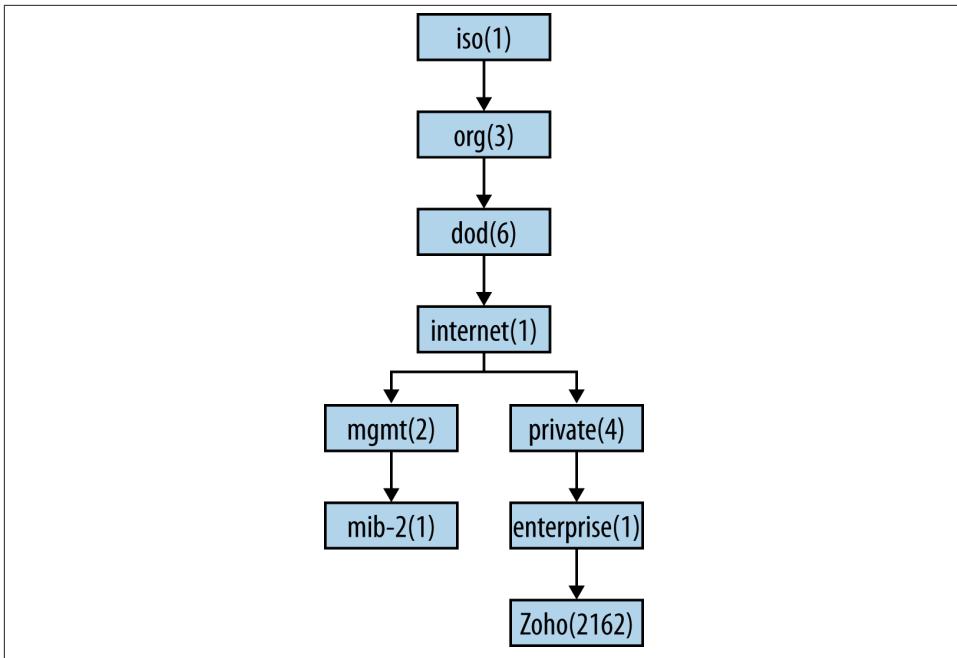 iso(1)
org(3)
dod(6)
internet(1)
mgmt(2)
private(4)
mib-2(1)
enterprise(1)
Zoho(2162)